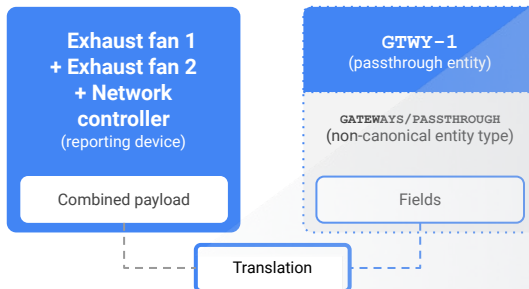 Exhaust fan 1
+ Exhaust fan 2
+ Network
controller
(reporting device)
Combined payload
GTWY-1
(passthrough entity)
GATEWAYS/PASSTHROUGH
(non-canonical entity type)
Fields
Translation